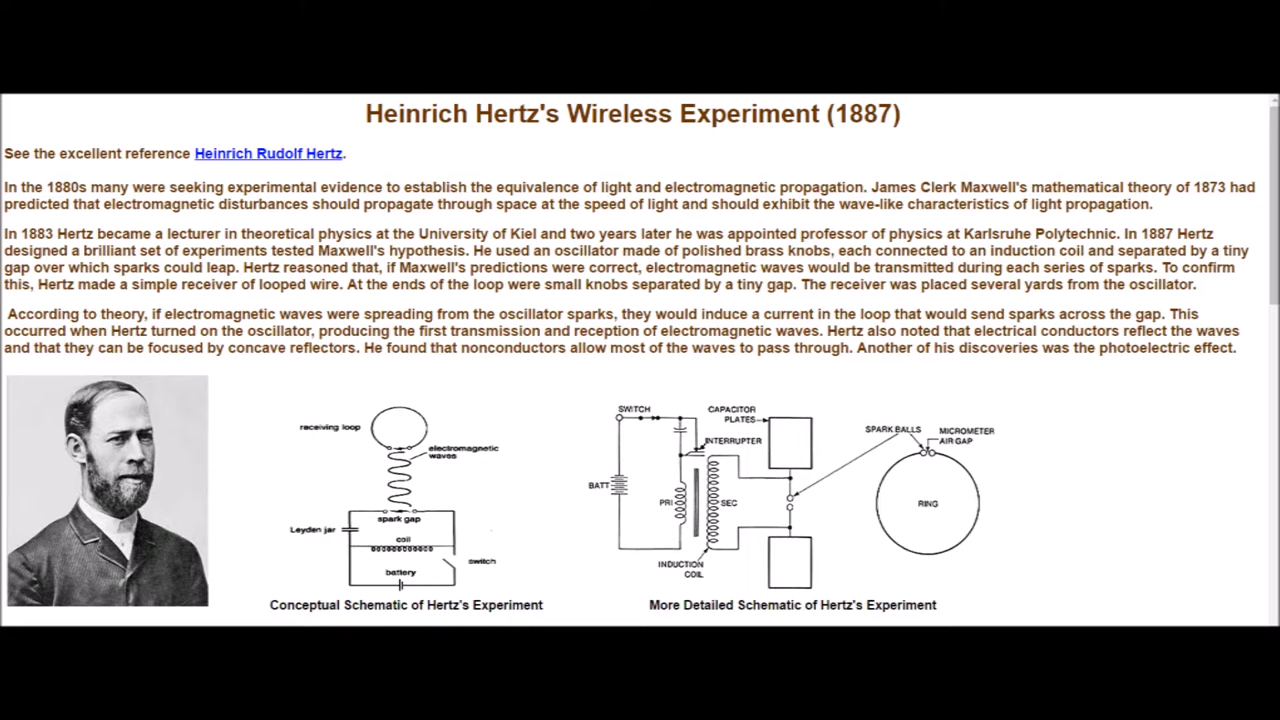 Heinrich Hertz's Wireless Experiment (1887)
See the excellent reference Heinrich Rudolf Hertz.
In the 1880s many were seeking experimental evidence to establish the equivalence of light and electromagnetic propagation. James Clerk Maxwell's mathematical theory of 1873 had
predicted that electromagnetic disturbances should propagate through space at the speed of light and should exhibit the wave-like characteristics of light propagation.
In 1883 Hertz became a lecturer in theoretical physics at the University of Kiel and two years later he was appointed professor of physics at Karlsruhe Polytechnic. In 1887 Hertz
designed a brilliant set of experiments tested Maxwell's hypothesis. He used an oscillator made of polished brass knobs, each connected to an induction coil and separated by a tiny
gap over which sparks could leap. Hertz reasoned that, if Maxwell's predictions were correct, electromagnetic waves would be transmitted during each series of sparks. To confirm
this, Hertz made a simple receiver of looped wire. At the ends of the loop were small knobs separated by a tiny gap. The receiver was placed several yards from the oscillator.
According to theory, if electromagnetic waves were spreading from the oscillator sparks, they would induce a current in the loop that would send sparks across the gap. This
occurred when Hertz turned on the oscillator, producing the first transmission and reception of electromagnetic waves. Hertz also noted that electrical conductors reflect the waves
and that they can be focused by concave reflectors. He found that nonconductors allow most of the waves to pass through. Another of his discoveries was the photoelectric effect.
receiving loop
electromagnetic
waves
spark gap
Leyden jar
coil
switch
battery
Conceptual Schematic of Hertz's Experiment
SWITCH
CAPACITOR
PLATES
INTERRUPTER
BATT
PRI
SEC
INDUCTION
COIL
SPARK BALLS
MICROMETER
AIR GAP
RING
More Detailed Schematic of Hertz's Experiment